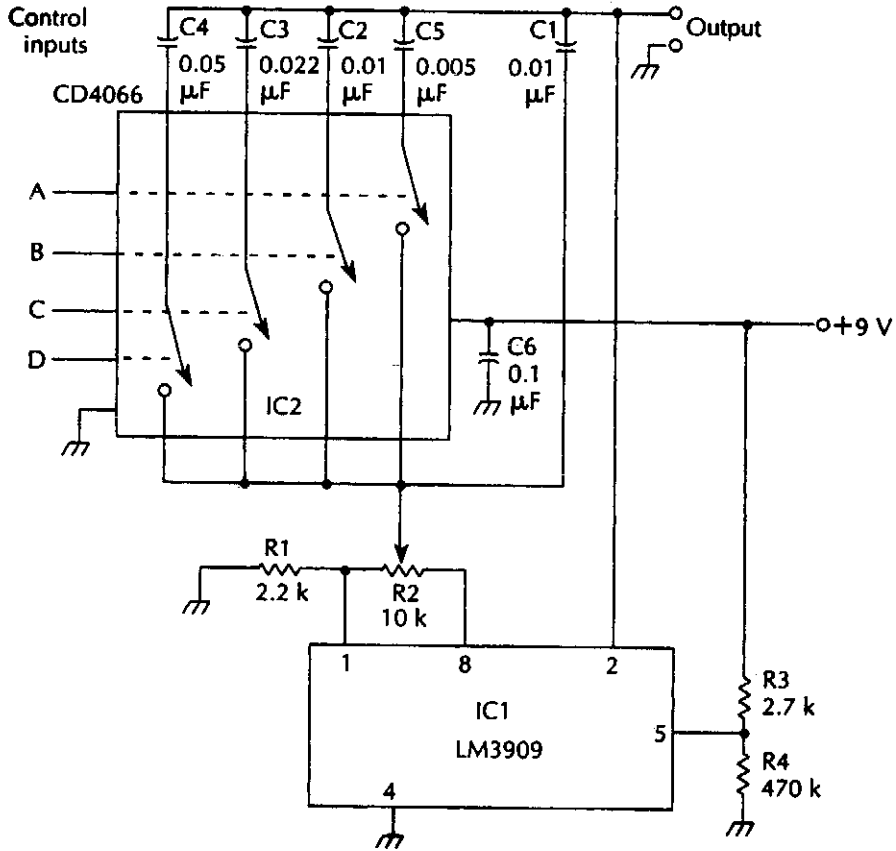 Control
inputs
C4
0.05
µF
C3
0.022
µF
C2
0.01
µF
C5
0.005
µF
C1
0.01
µF
Output
CD4066
A
B
C
D
IC2
+9 V
C6
0.1
µF
R1
2.2 k
R2
10 k
1
8
2
IC1
LM3909
5
4
R3
2.7 k
R4
470 k